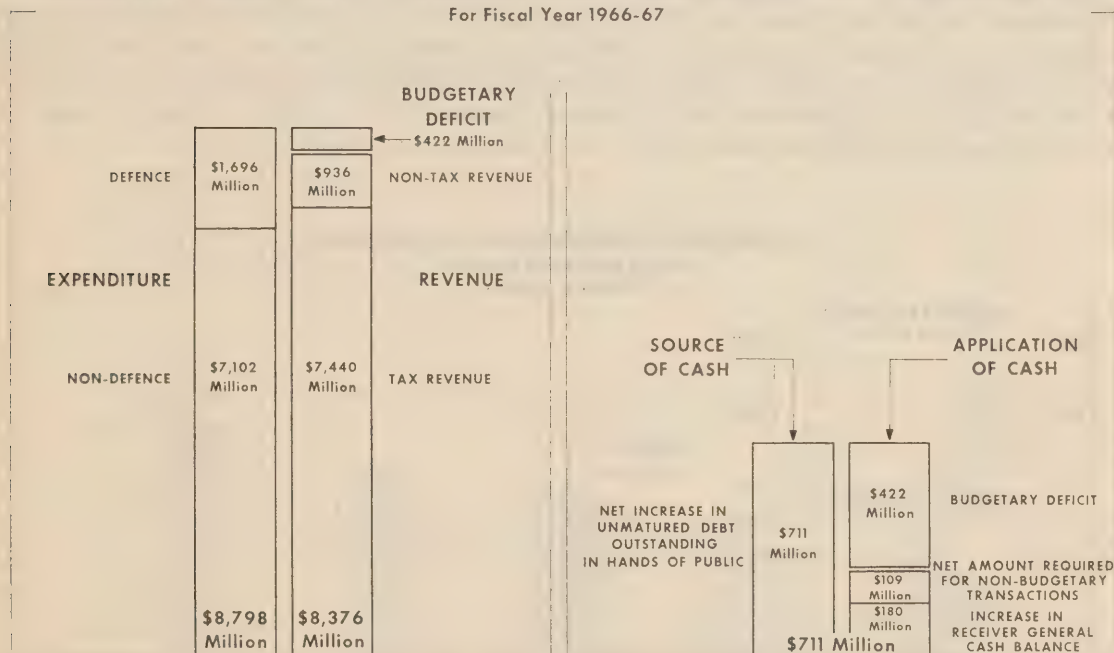 For Fiscal Year 1966-67
BUDGETARY
DEFICIT
$422 Million
DEFENCE
$1,696
Million
$936
Million
NON-TAX REVENUE
EXPENDITURE
REVENUE
NON-DEFENCE
$7,102
Million
$7,440
Million
TAX REVENUE
$8,798
Million
$8,376
Million
SOURCE
OF CASH
APPLICATION
OF CASH
NET INCREASE IN
UNMATURED DEBT
OUTSTANDING
IN HANDS OF PUBLIC
$711
Million
$422
Million
BUDGETARY DEFICIT
$109
Million
NET AMOUNT REQUIRED
FOR NON-BUDGETARY
TRANSACTIONS
$180
Million
INCREASE IN
RECEIVER GENERAL
CASH BALANCE
$711 Million